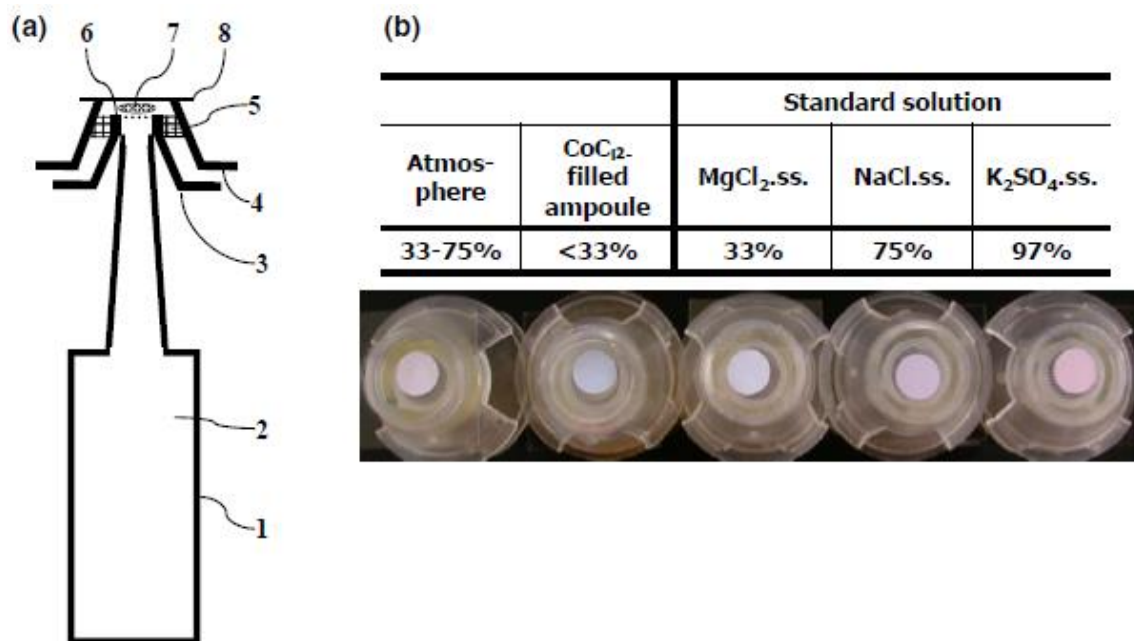 (a)
6 7 8
5
4
3
2
1
(b)
Standard solution
Atmos-
phere
CoCl2-
filled
ampoule
MgCl2.ss.
NaCl.ss.
K2SO4.ss.
33-75%
<33%
33%
75%
97%